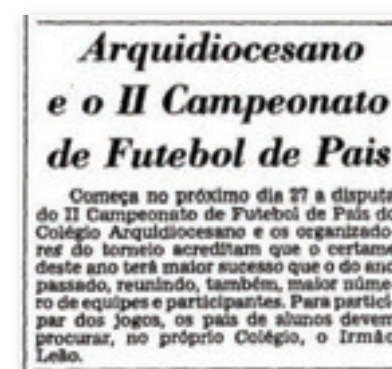 Arquidiocesano
e o II Campeonato
de Futebol de Pais
Começa no próximo dia 27 a disputa
do II Campeonato de Futebol de Pais do
Colégio Arquidiocesano e os organizado-
res do torneio acreditam que o certame
deste ano terá maior sucesso que o do ano
passado, reunindo, também, maior núme-
ro de equipes e participantes. Para partici-
par dos jogos, os pais de alunos devem
procurar, no próprio Colégio, o Irmão
Leão.